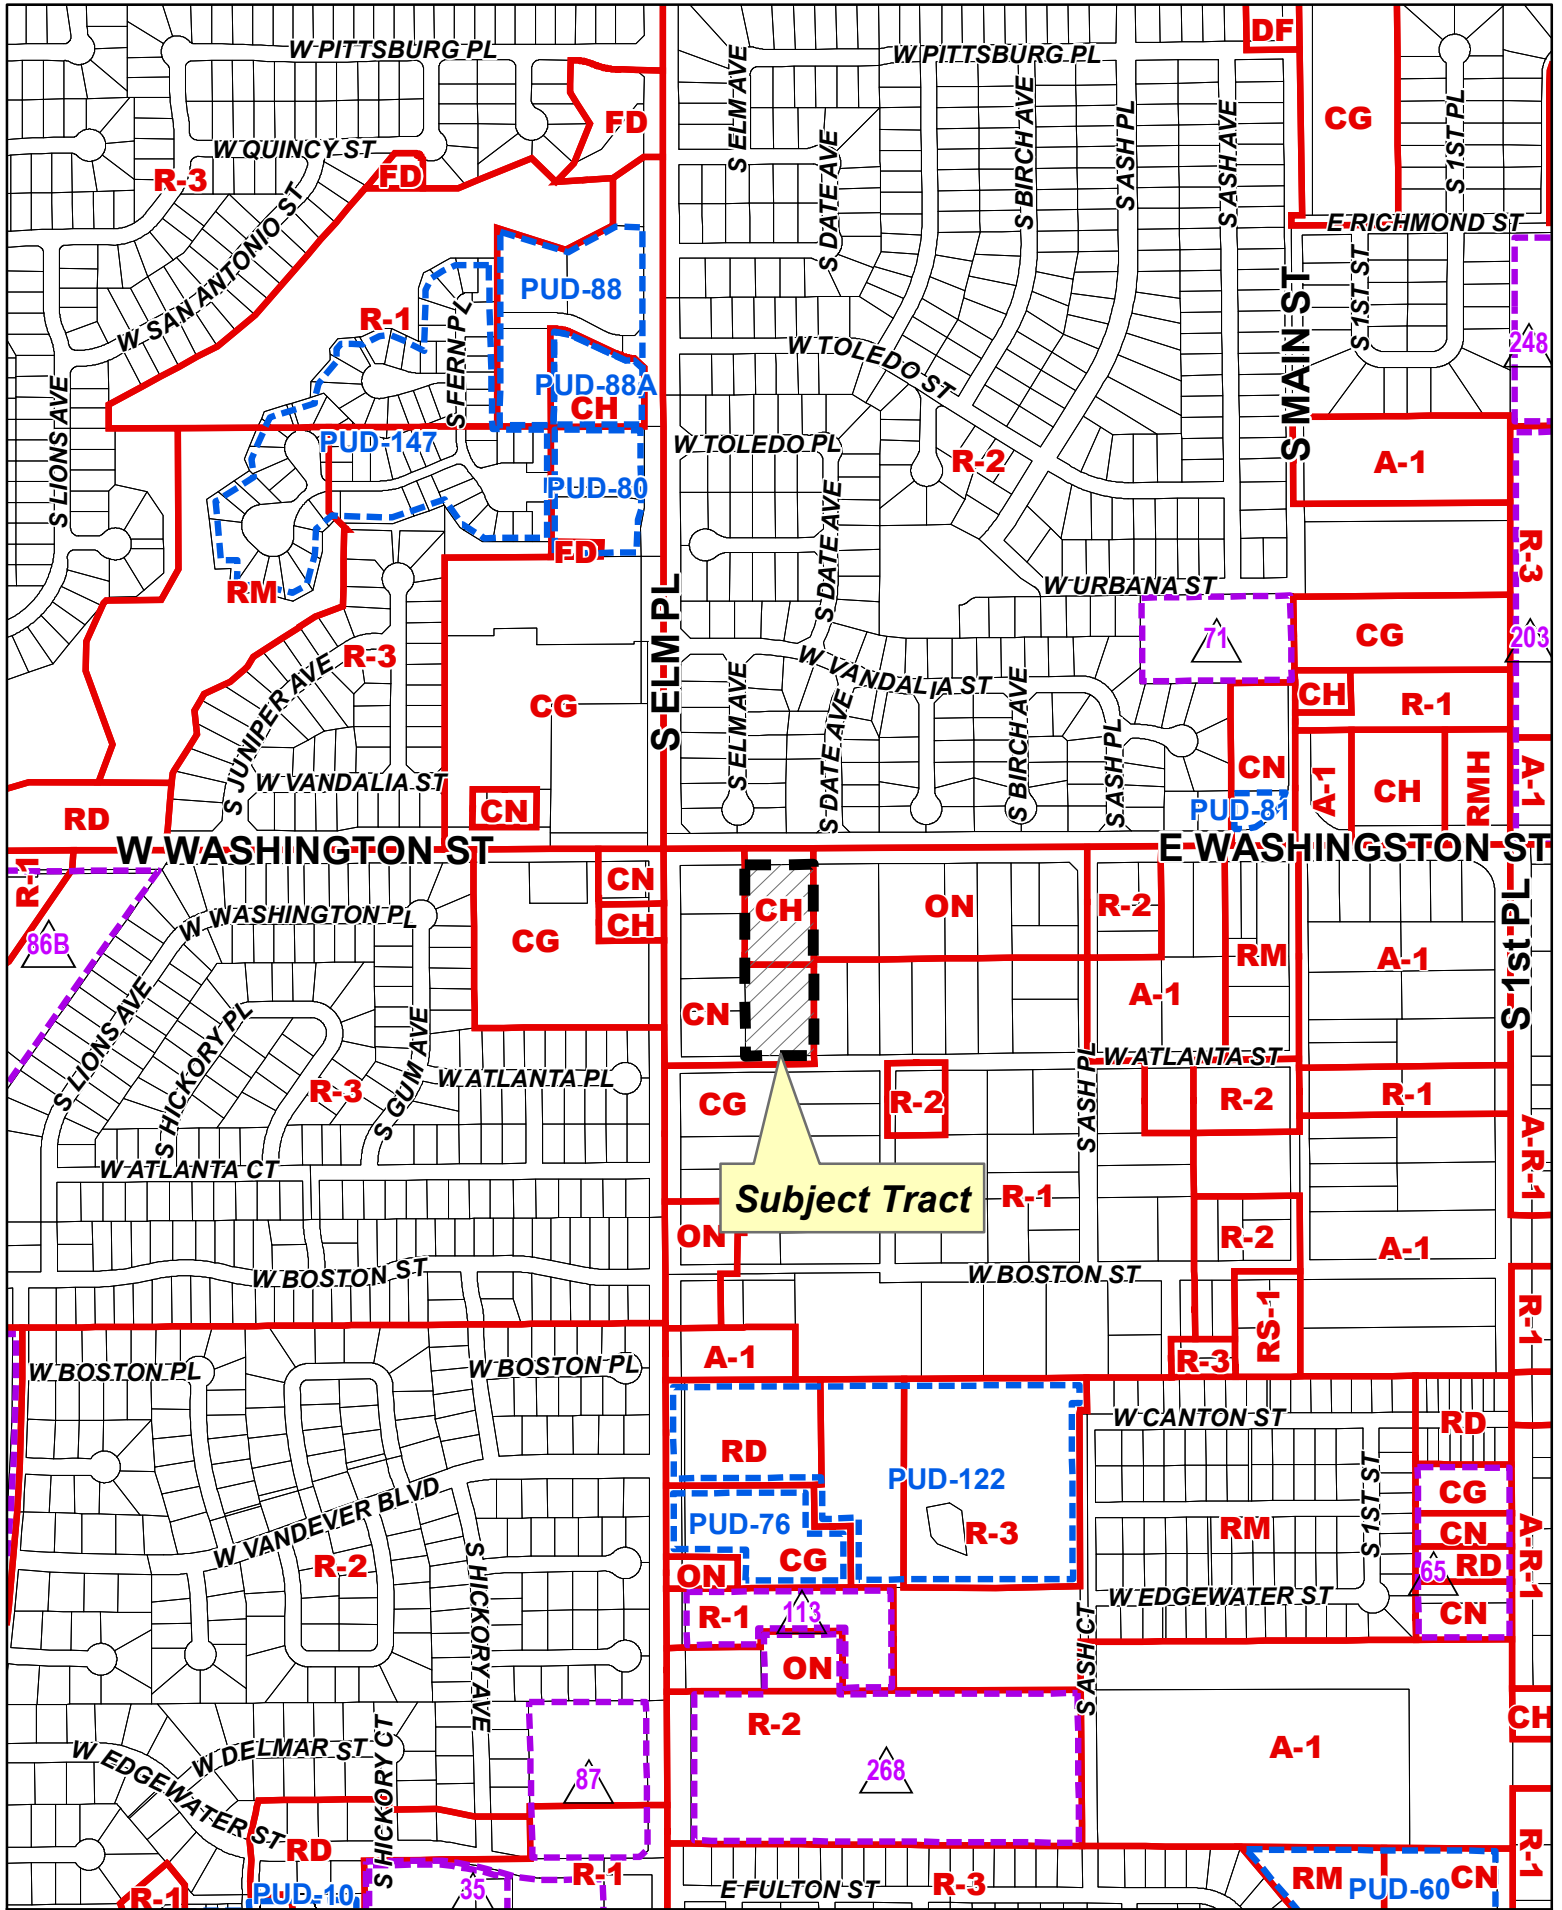 DF
W PITTSBURG PL
W PITTSBURG PL
S ELM AVE
CG
FD
S BIRCH AVE
S ASH PL
S ASH AVE
S 1ST PL
W QUINCY ST
R-3
FD
S DATE AVE
E RICHMOND ST
W SAN ANTONIO ST
PUD-88
S MAIN ST
S 1ST ST
R-1
S FERN PL
W TOLEDO ST
248
PUD-88A
CH
S LIONS AVE
PUD-147
W TOLEDO PL
R-2
A-1
PUD-80
S DATE AVE
FD
R-3
RM
W URBANA ST
S ELM PL
71
CG
203
R-3
W VANDALIA ST
CH
R-1
CG
S JUNIPER AVE
S ELM AVE
S DATE AVE
S BIRCH AVE
S ASH PL
CN
A-1
CH
RMH
A-1
W VANDALIA ST
CN
PUD-81
RD
W WASHINGTON ST
E WASHINGSTON ST
R-1
CN
CH
ON
R-2
W WASHINGTON PL
CH
86B
CG
RM
A-1
S 1st PL
S LIONS AVE
S HICKORY PL
S GUM AVE
CN
A-1
W ATLANTA ST
W ATLANTA PL
R-3
CG
R-2
S ASH PL
R-2
R-1
A-R-1
W ATLANTA CT
Subject Tract
R-1
ON
R-2
A-1
W BOSTON ST
W BOSTON ST
RS-1
R-1
W BOSTON PL
W BOSTON PL
A-1
R-3
W CANTON ST
RD
RD
PUD-122
S 1ST ST
CG
W VANDEVER BLVD
PUD-76
R-3
RM
CN
A-R-1
R-2
S HICKORY AVE
CG
ON
65
RD
W EDGEWATER ST
R-1
113
CN
ON
S ASH CT
R-2
CH
W EDGEWATER ST
W DELMAR ST
S HICKORY CT
87
268
A-1
RD
R-1
R-1
PUD-10
35
R-1
E FULTON ST
R-3
RM
PUD-60
CN